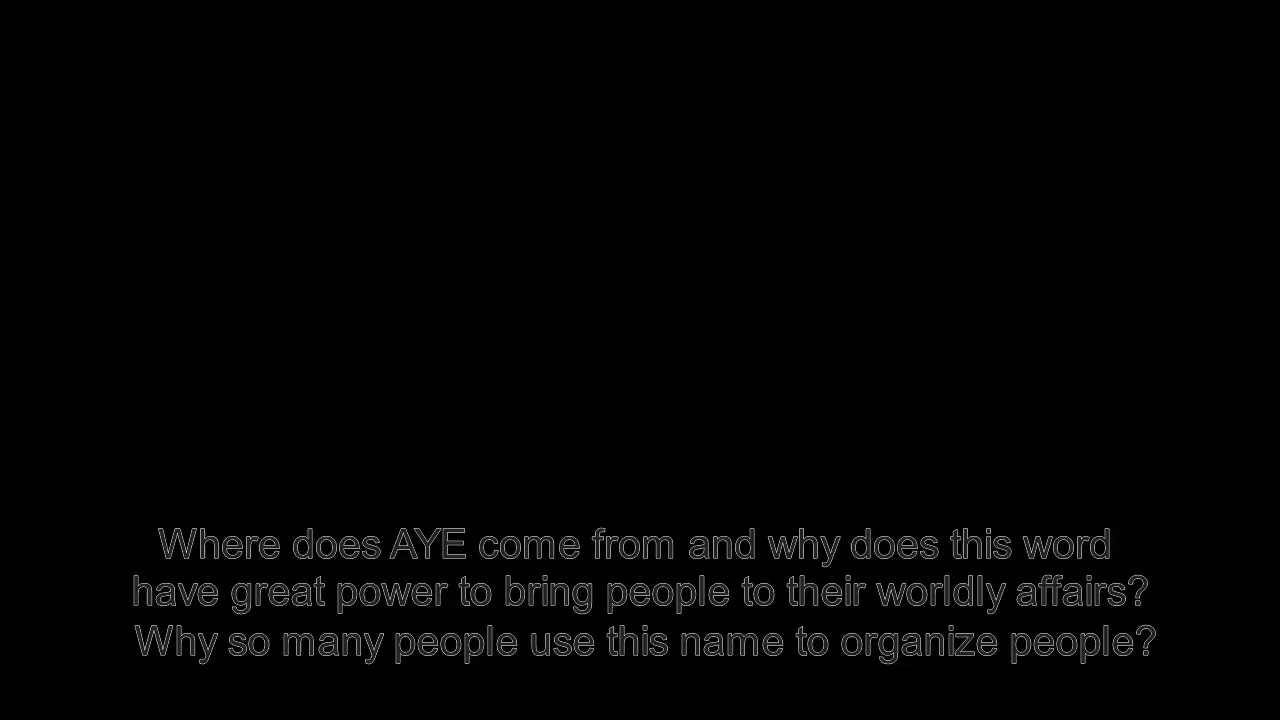 Where does AYE come from and why does this word
have great power to bring people to their worldly affairs?
Why so many people use this name to organize people?